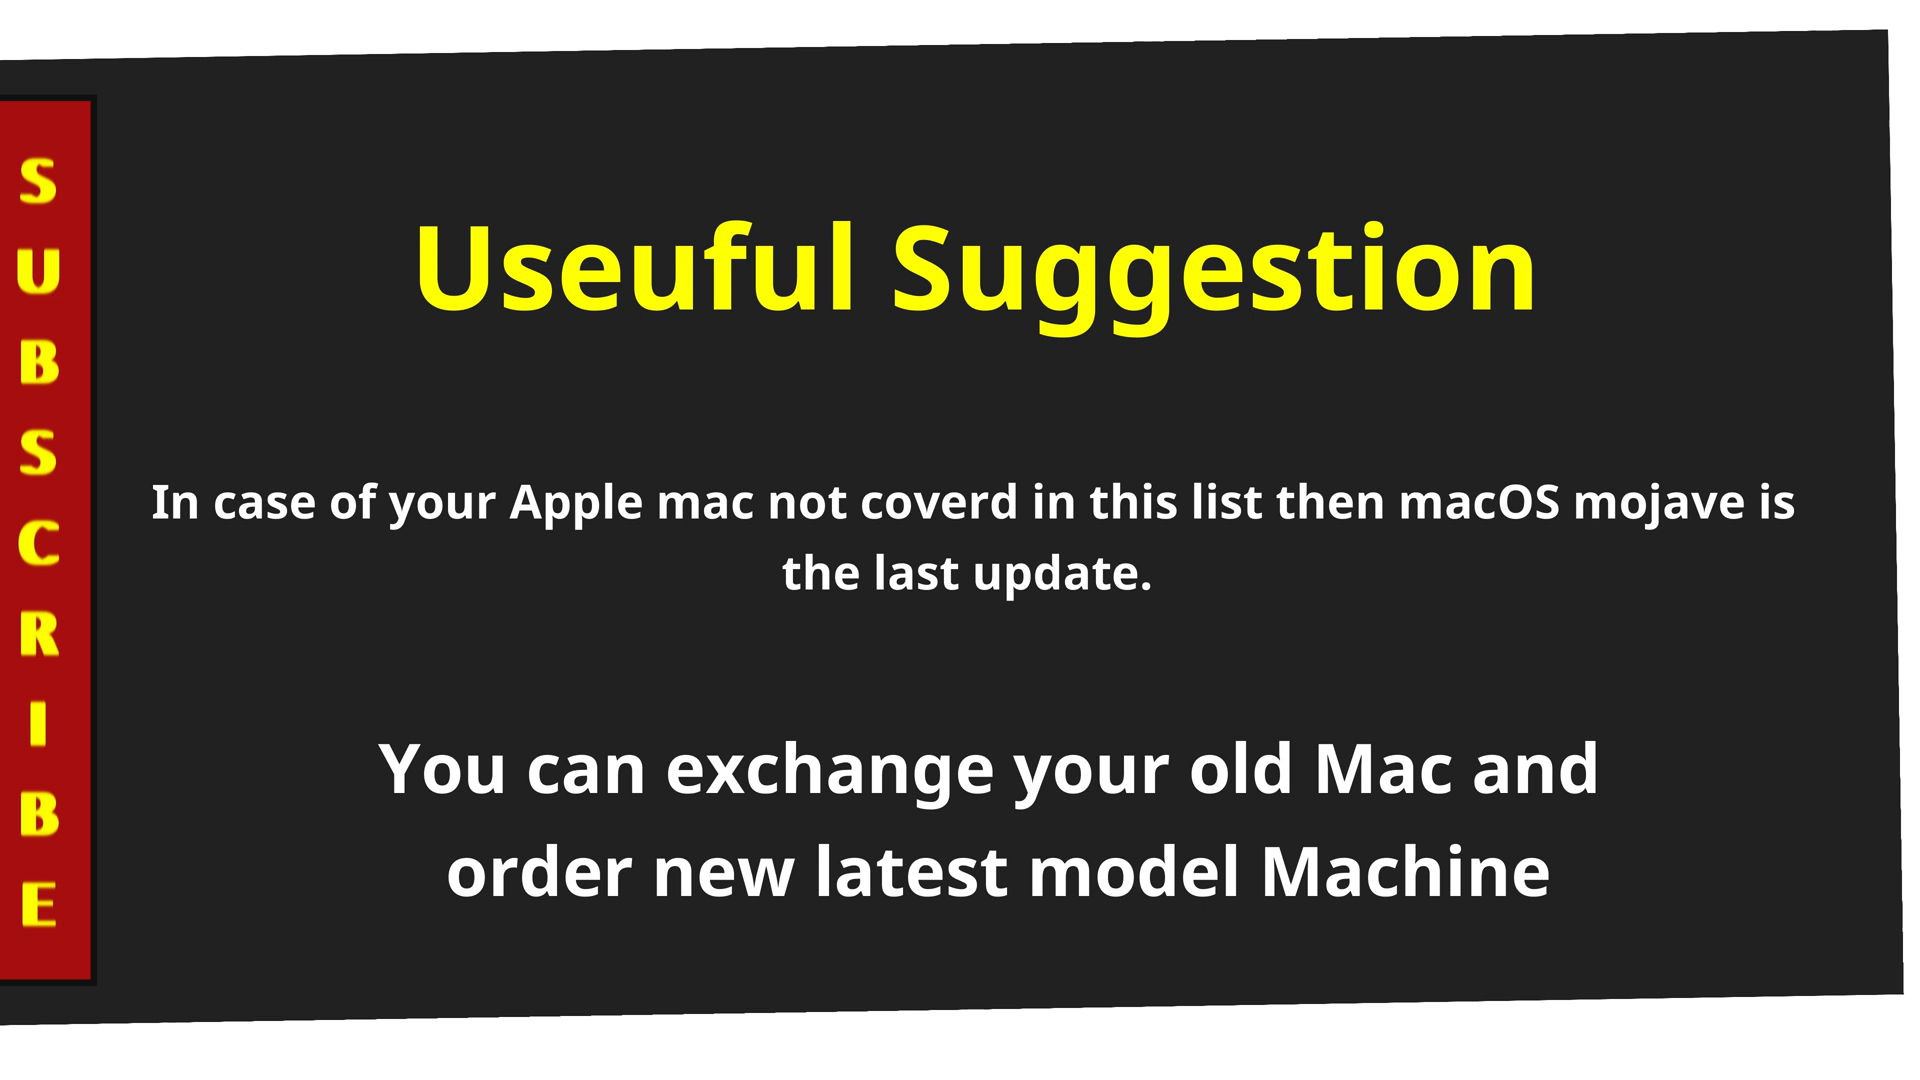 SUBSCRIBE
Useuful Suggestion
In case of your Apple mac not coverd in this list then macOS mojave is
the last update.
You can exchange your old Mac and
order new latest model Machine